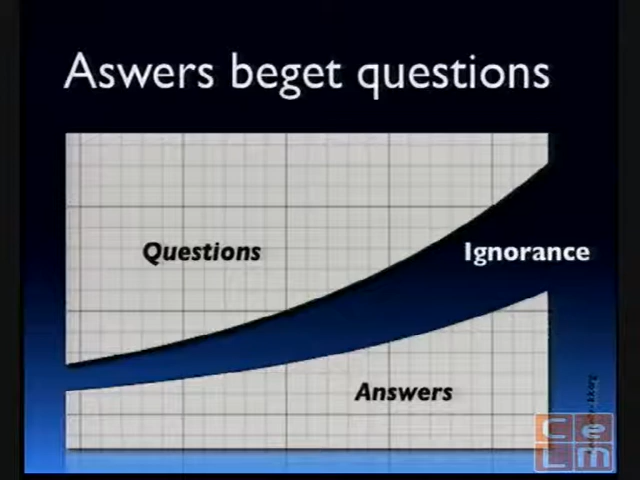 Aswers beget questions
Questions
Ignorance
Answers
C e
L m